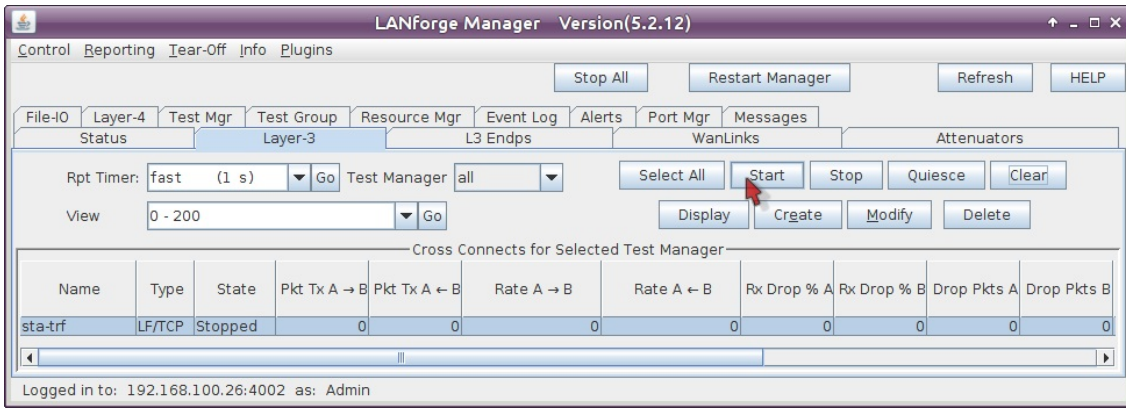 LANforge Manager Version(5.2.12)
Control Reporting Tear-Off Info Plugins
Stop All Restart Manager Refresh HELP
File-IO Layer-4 Test Mgr Test Group Resource Mgr Event Log Alerts Port Mgr Messages
Status Layer-3 L3 Endps WanLinks Attenuators
Rpt Timer: fast (1 s) Go Test Manager all Select All Start Stop Quiesce Clear
View 0 - 200 Go Display Create Modify Delete
Cross Connects for Selected Test Manager
Name Type State Pkt Tx A → B Pkt Tx A ← B Rate A → B Rate A ← B Rx Drop % A Rx Drop % B Drop Pkts A Drop Pkts B
sta-trf LF/TCP Stopped 0 0 0 0 0 0 0 0
Logged in to: 192.168.100.26:4002 as: Admin